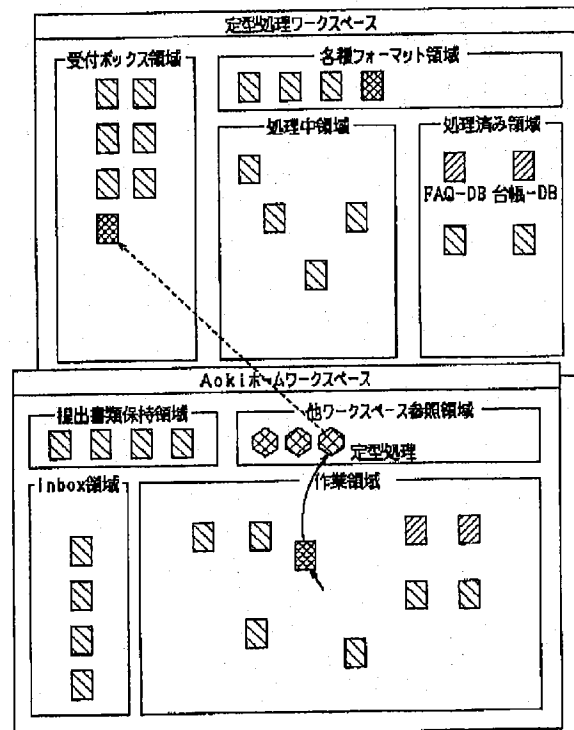 定型処理ワークスペース
受付ボックス領域
各種フォーマット領域
処理中領域
処理済み領域
FAQ-DB 台帳-DB
Aokiホームワークスペース
提出書類保持領域
他ワークスペース参照領域
定型処理
inbox領域
作業領域